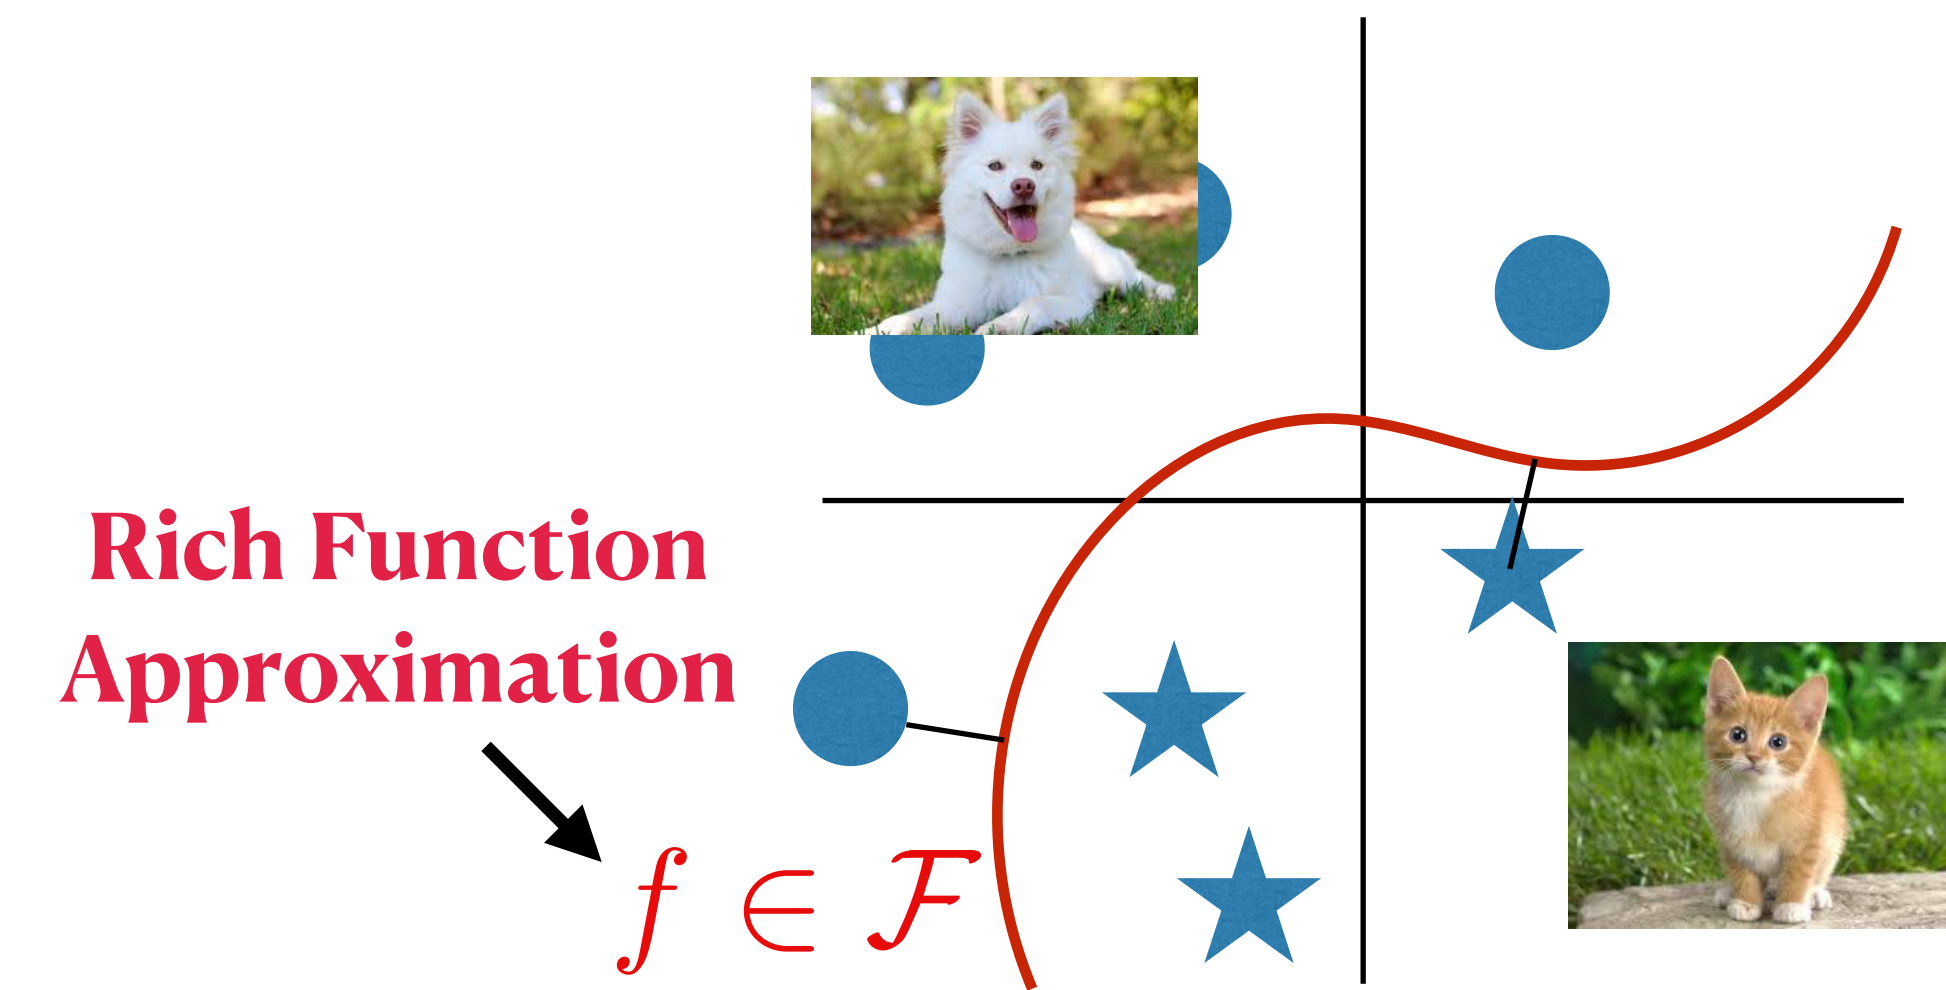 Rich Function
Approximation
f ∈ ℱ